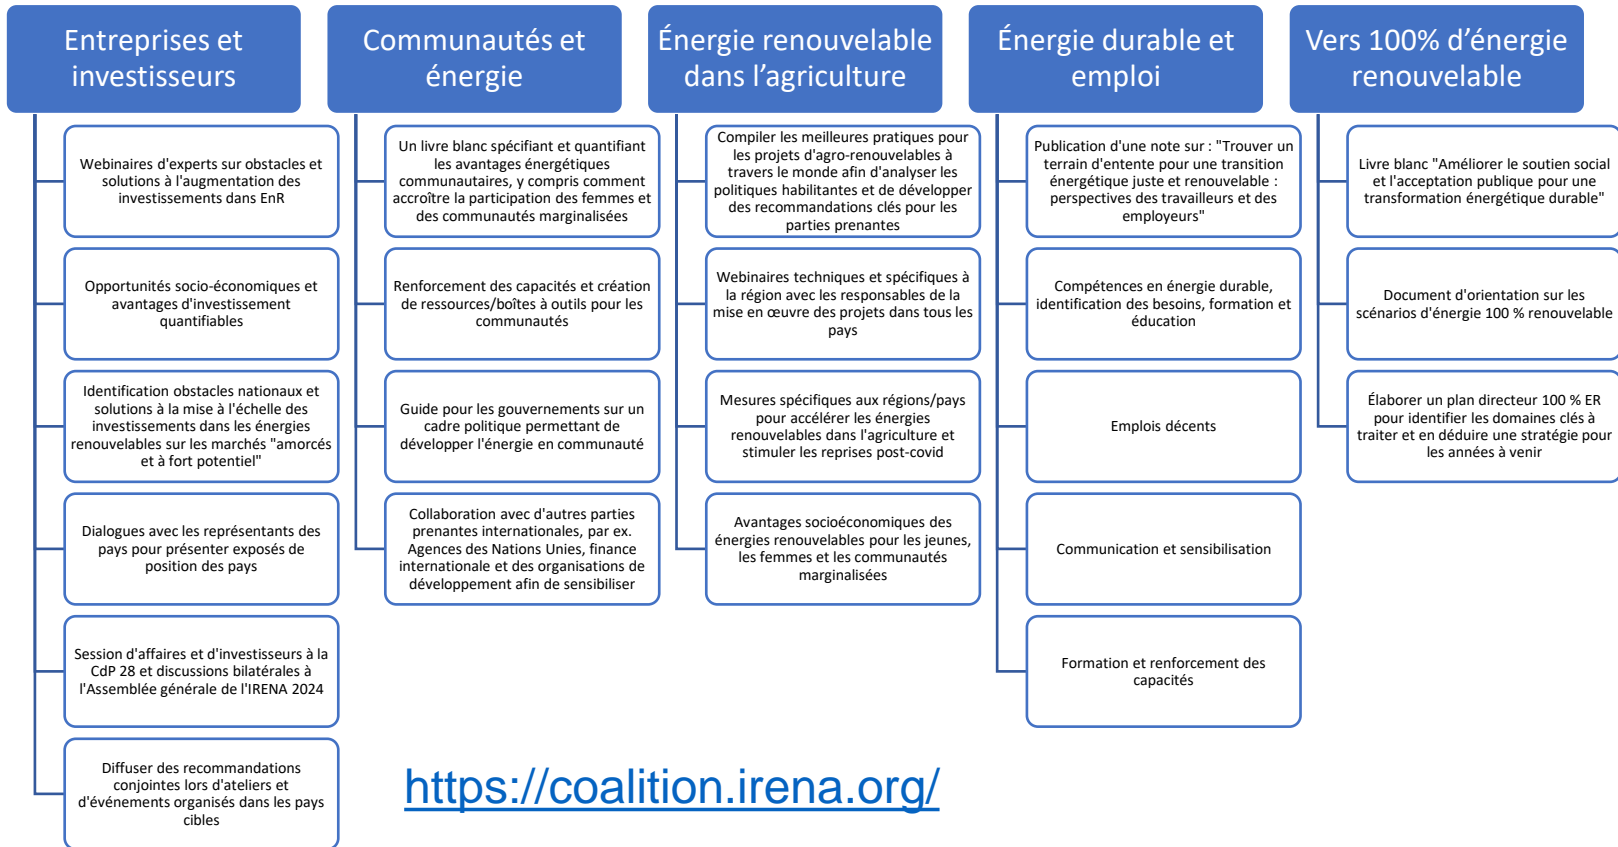 Entreprises et
investisseurs
Webinaires d'experts sur obstacles et
solutions à l'augmentation des
investissements dans EnR
Opportunités socio-économiques et
avantages d'investissement
quantifiables
Identification obstacles nationaux et
solutions à la mise à l'échelle des
investissements dans les énergies
renouvelables sur les marchés "amorcés
et à fort potentiel"
Dialogues avec les représentants des
pays pour présenter exposés de
position des pays
Session d'affaires et d'investisseurs à la
CdP 28 et discussions bilatérales à
l'Assemblée générale de l'IRENA 2024
Diffuser des recommandations
conjointes lors d'ateliers et
d'événements organisés dans les pays
cibles
Communautés et
énergie
Un livre blanc spécifiant et quantifiant
les avantages énergétiques
communautaires, y compris comment
accroître la participation des femmes et
des communautés marginalisées
Renforcement des capacités et création
de ressources/boîtes à outils pour les
communautés
Guide pour les gouvernements sur un
cadre politique permettant de
développer l'énergie en communauté
Collaboration avec d'autres parties
prenantes internationales, par ex.
Agences des Nations Unies, finance
internationale et des organisations de
développement afin de sensibiliser
Énergie renouvelable
dans l’agriculture
Compiler les meilleures pratiques pour
les projets d'agro-renouvelables à
travers le monde afin d'analyser les
politiques habilitantes et de développer
des recommandations clés pour les
parties prenantes
Webinaires techniques et spécifiques à
la région avec les responsables de la
mise en œuvre des projets dans tous les
pays
Mesures spécifiques aux régions/pays
pour accélérer les énergies
renouvelables dans l'agriculture et
stimuler les reprises post-covid
Avantages socioéconomiques des
énergies renouvelables pour les jeunes,
les femmes et les communautés
marginalisées
Énergie durable et
emploi
Publication d'une note sur : "Trouver un
terrain d'entente pour une transition
énergétique juste et renouvelable :
perspectives des travailleurs et des
employeurs"
Compétences en énergie durable,
identification des besoins, formation et
éducation
Emplois décents
Communication et sensibilisation
Formation et renforcement des
capacités
Vers 100% d’énergie
renouvelable
Livre blanc "Améliorer le soutien social
et l'acceptation publique pour une
transformation énergétique durable"
Document d'orientation sur les
scénarios d'énergie 100 % renouvelable
Élaborer un plan directeur 100 % ER
pour identifier les domaines clés à
traiter et en déduire une stratégie pour
les années à venir
https://coalition.irena.org/